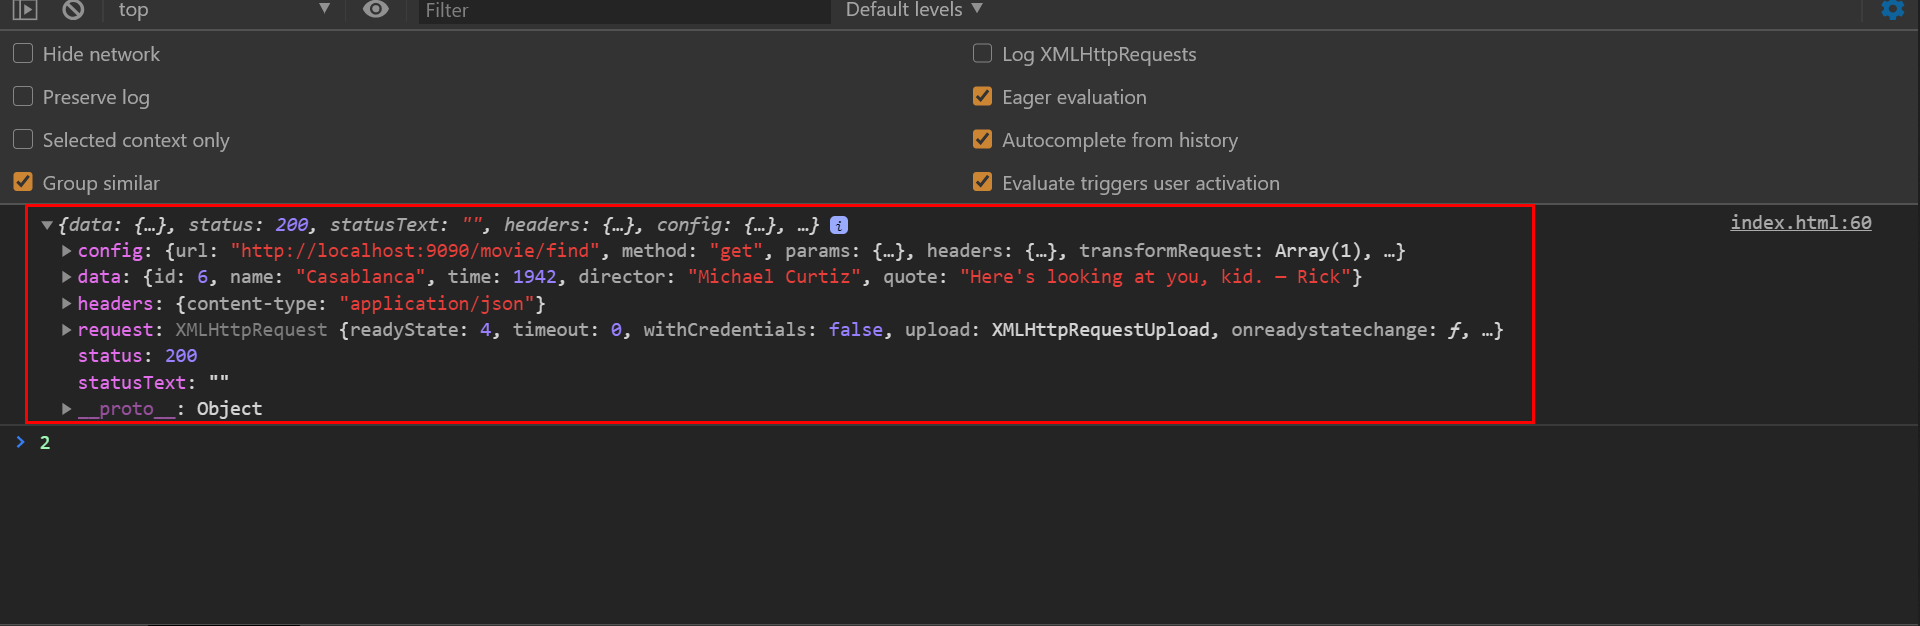 top ▼ Filter Default levels ▼
Hide network Log XMLHttpRequests
Preserve log Eager evaluation
Selected context only Autocomplete from history
Group similar Evaluate triggers user activation
▼{data: {…}, status: 200, statusText: "", headers: {…}, config: {…}, …} i index.html:60
▶config: {url: "http://localhost:9090/movie/find", method: "get", params: {…}, headers: {…}, transformRequest: Array(1), …}
▶data: {id: 6, name: "Casablanca", time: 1942, director: "Michael Curtiz", quote: "Here's looking at you, kid. — Rick"}
▶headers: {content-type: "application/json"}
▶request: XMLHttpRequest {readyState: 4, timeout: 0, withCredentials: false, upload: XMLHttpRequestUpload, onreadystatechange: ƒ, …}
status: 200
statusText: ""
▶__proto__: Object
> 2